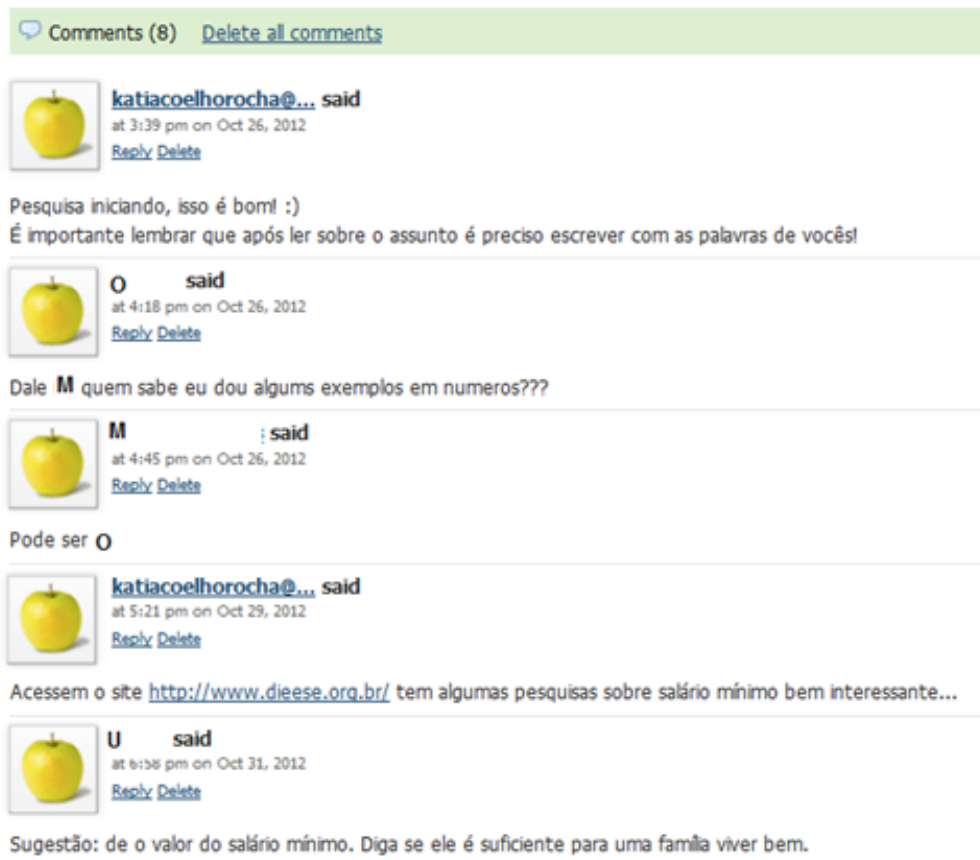 Comments (8) Delete all comments
katiacoelhorocha@... said
at 3:39 pm on Oct 26, 2012
Reply Delete
Pesquisa iniciando, isso é bom! :)
É importante lembrar que após ler sobre o assunto é preciso escrever com as palavras de vocês!
O said
at 4:18 pm on Oct 26, 2012
Reply Delete
Dale M quem sabe eu dou algums exemplos em numeros???
M said
at 4:45 pm on Oct 26, 2012
Reply Delete
Pode ser O
katiacoelhorocha@... said
at 5:21 pm on Oct 29, 2012
Reply Delete
Acessem o site http://www.dieese.org.br/ tem algumas pesquisas sobre salário mínimo bem interessante...
U said
at 6:58 pm on Oct 31, 2012
Reply Delete
Sugestão: de o valor do salário mínimo. Diga se ele é suficiente para uma família viver bem.